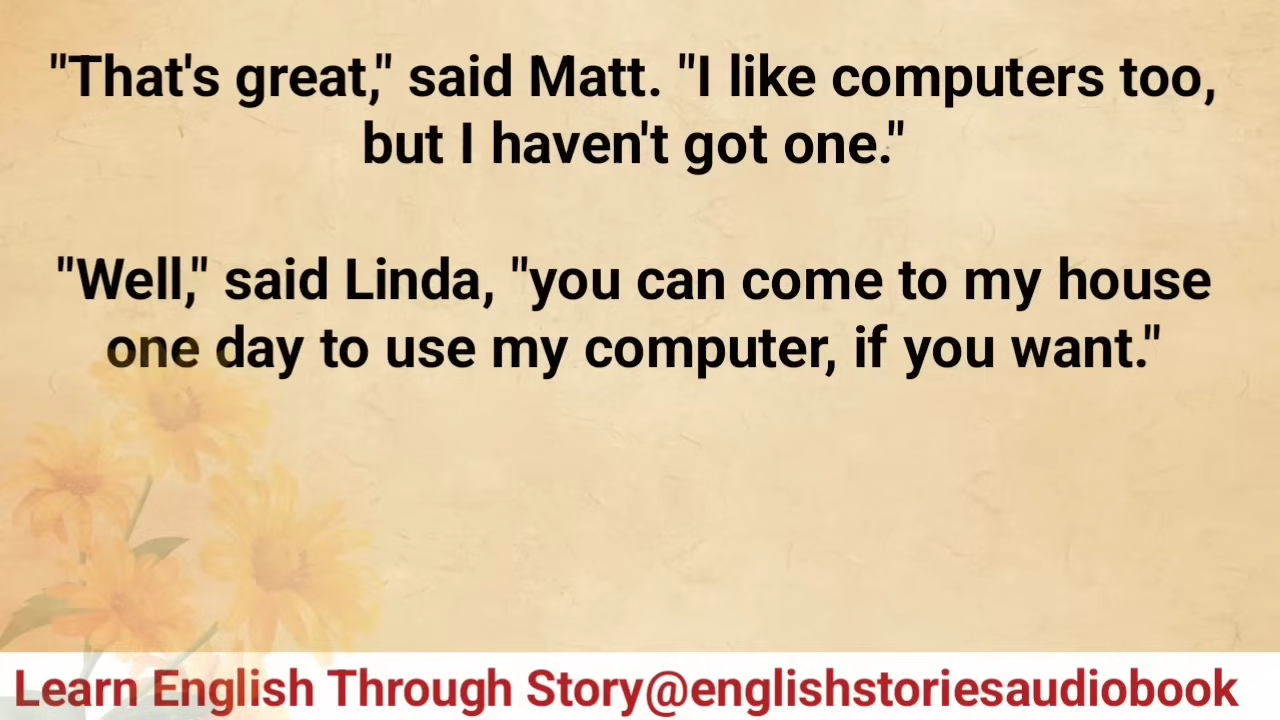 "That's great," said Matt. "I like computers too,
but I haven't got one."
"Well," said Linda, "you can come to my house
one day to use my computer, if you want."
Learn English Through Story@englishstoriesaudiobook